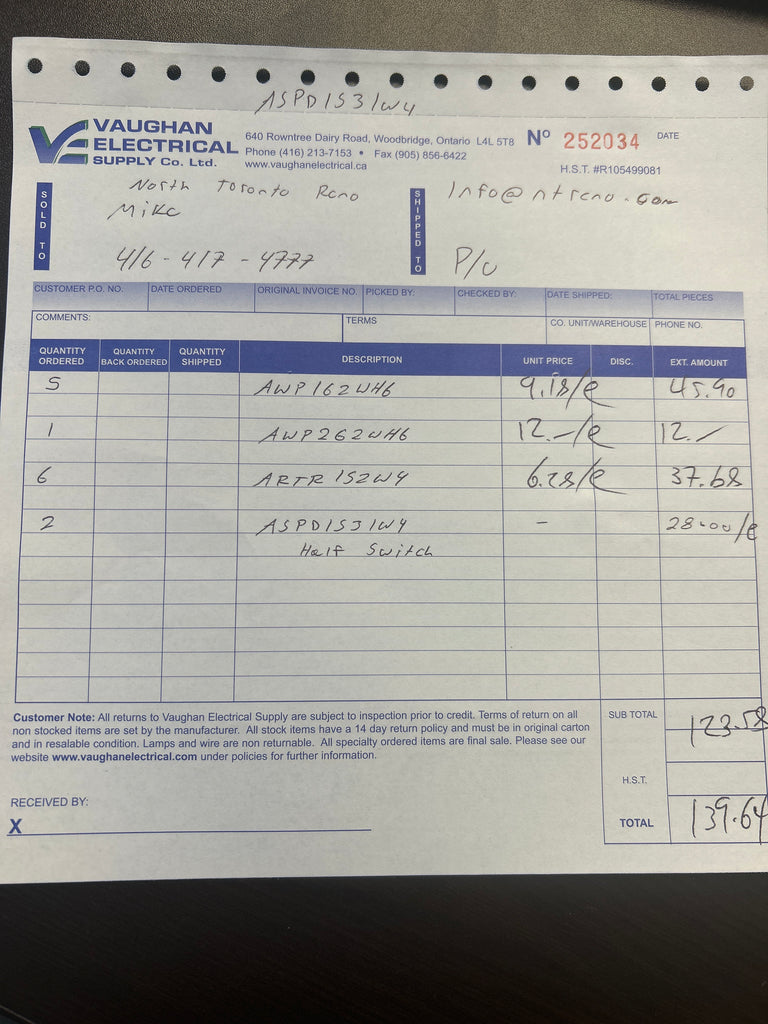 ASPD1531W4
VAUGHAN
ELECTRICAL
SUPPLY Co. Ltd.
640 Rowntree Dairy Road, Woodbridge, Ontario L4L 5T8
Phone (416) 213-7153 • Fax (905) 856-6422
www.vaughanelectrical.ca
Nº 252034 DATE
H.S.T. #R105499081
SOLD TO
North Toronto Reno
Mike
416-417-4777
SHIPPED TO
Info@ntreno.com
P/U
CUSTOMER P.O. NO. DATE ORDERED ORIGINAL INVOICE NO. PICKED BY: CHECKED BY: DATE SHIPPED: TOTAL PIECES
COMMENTS: TERMS CO. UNIT/WAREHOUSE PHONE NO.
QUANTITY ORDERED QUANTITY BACK ORDERED QUANTITY SHIPPED DESCRIPTION UNIT PRICE DISC. EXT. AMOUNT
5 AWP162WH6 9.18/e 45.90
1 AWP262WH6 12.-/e 12.-
6 ARTR152W4 6.28/e 37.68
2 ASPD1531W4 - 28.00/e
Half Switch
Customer Note: All returns to Vaughan Electrical Supply are subject to inspection prior to credit. Terms of return on all
non stocked items are set by the manufacturer. All stock items have a 14 day return policy and must be in original carton
and in resalable condition. Lamps and wire are non returnable. All specialty ordered items are final sale. Please see our
website www.vaughanelectrical.com under policies for further information.
SUB TOTAL 123.58
H.S.T.
RECEIVED BY:
X
TOTAL 139.64